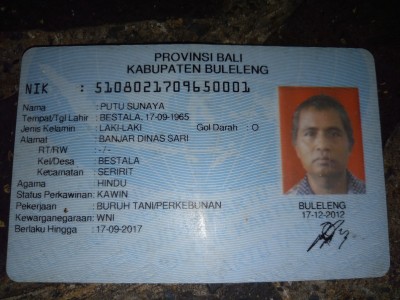 PROVINSI BALI
KABUPATEN BULELENG
NIK : 5108021709650001
Nama : PUTU SUNAYA
Tempat/Tgl Lahir : BESTALA, 17-09-1965
Jenis Kelamin : LAKI-LAKI Gol Darah : O
Alamat : BANJAR DINAS SARI
RT/RW : -/-
Kel/Desa : BESTALA
Kecamatan : SERIRIT
Agama : HINDU
Status Perkawinan: KAWIN
Pekerjaan : BURUH TANI/PERKEBUNAN
Kewarganegaraan: WNI
Berlaku Hingga : 17-09-2017
BULELENG
17-12-2012